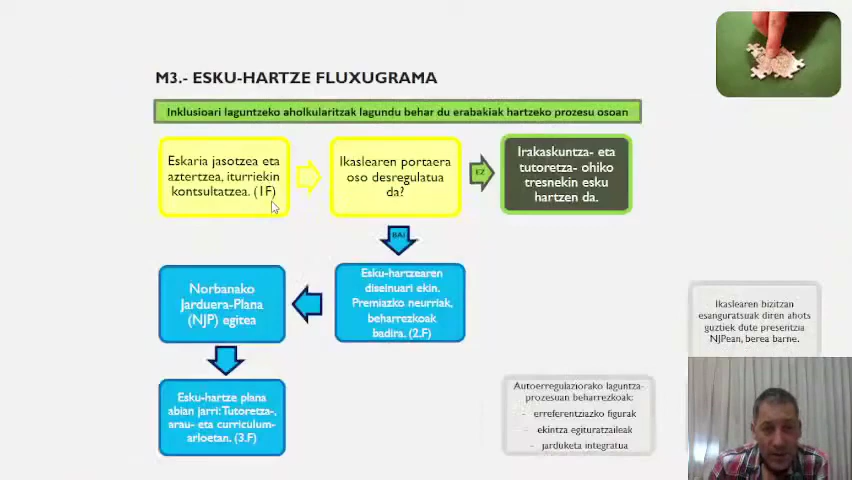 M3.- ESKU-HARTZE FLUXUGRAMA
Inklusioari laguntzeko aholkularitzak lagundu behar du erabakiak hartzeko prozesu osoan
Eskaria jasotzea eta
aztertzea, iturriekin
kontsultatzea. (1F)
Ikaslearen portaera
oso desregulatua
da?
EZ
Irakaskuntza- eta
tutoretza- ohiko
tresnekin esku
hartzen da.
BAI
Norbanako
Jarduera-Plana
(NJP) egitea
Esku-hartzearen
diseinuari ekin.
Premiazko neurriak,
beharrezkoak
badira. (2.F)
Ikaslearen bizitzan
esanguratsuak diren ahots
guztiek dute presentzia
NJPean, berea barne.
Esku-hartze plana
abian jarri: Tutoretza-,
arau- eta curriculum-
arloetan. (3.F)
Autoerregulaziorako laguntza-
prozesuan beharrezkoak:
- erreferentziazko figurak
- ekintza egituratzaileak
- jarduketa integratua